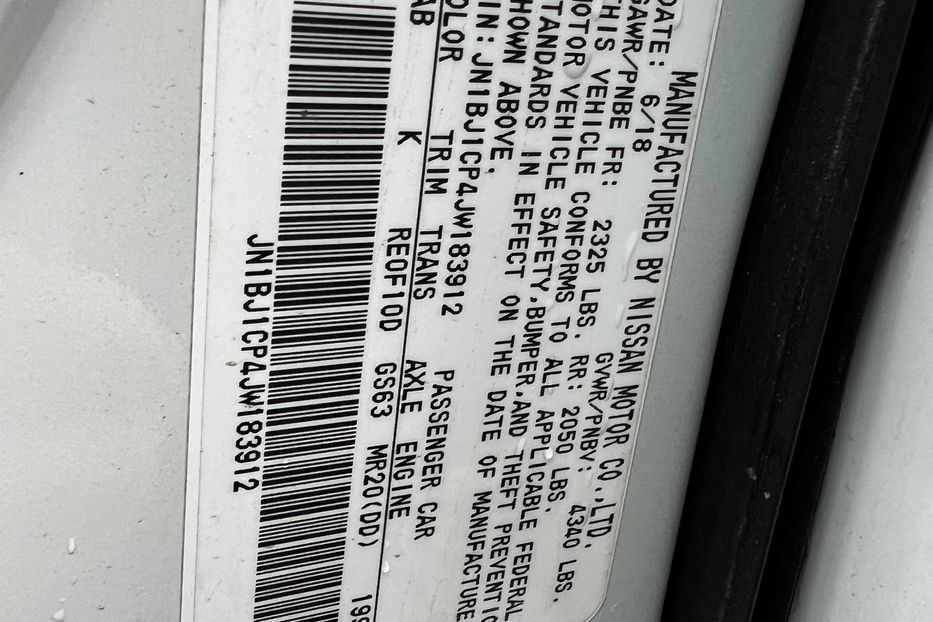 MANUFACTURED BY NISSAN MOTOR CO.,LTD.
DATE: 6/18 GVWR/PNBV: 4340 LBS.
GAWR/PNBE FR: 2325 LBS. RR: 2050 LBS.
THIS VEHICLE CONFORMS TO ALL APPLICABLE FEDERAL
MOTOR VEHICLE SAFETY,BUMPER,AND THEFT PREVENTIO
STANDARDS IN EFFECT ON THE DATE OF MANUFACTURE
SHOWN ABOVE.
VIN: JN1BJ1CP4JW183912 PASSENGER CAR
COLOR TRIM TRANS AXLE ENGINE
AB K RE0F10D GS63 MR20(DD) 199
JN1BJ1CP4JW183912